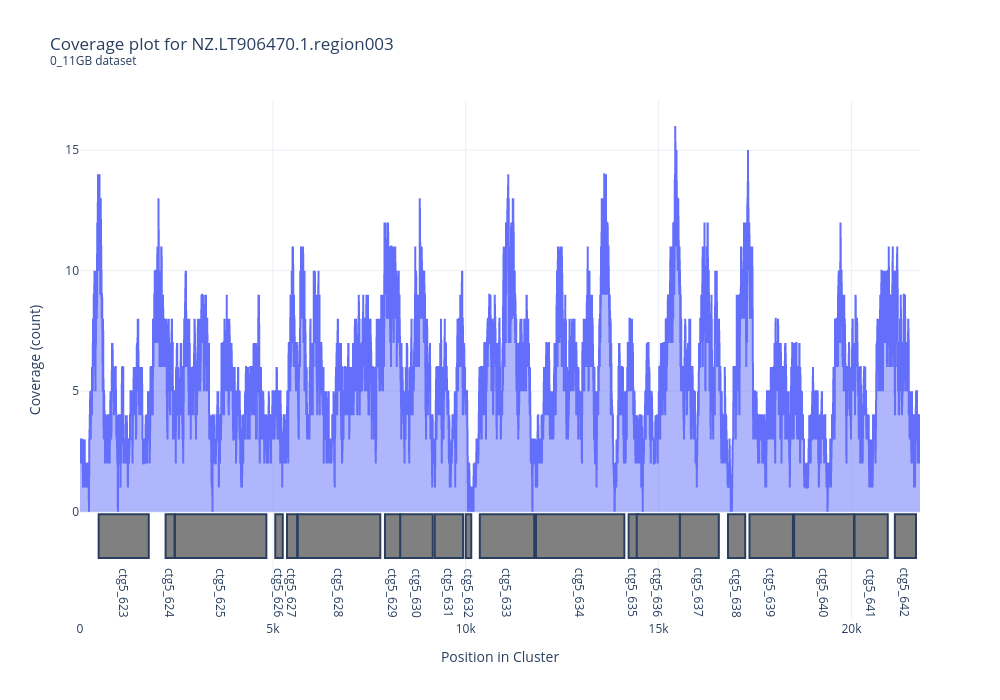 Coverage plot for NZ.LT906470.1.region003
0_11GB dataset
15
10
5
0
Coverage (count)
ctg5_623
ctg5_624
ctg5_625
ctg5_626
ctg5_627
ctg5_628
ctg5_629
ctg5_630
ctg5_631
ctg5_632
ctg5_633
ctg5_634
ctg5_635
ctg5_636
ctg5_637
ctg5_638
ctg5_639
ctg5_640
ctg5_641
ctg5_642
0
5k
10k
15k
20k
Position in Cluster